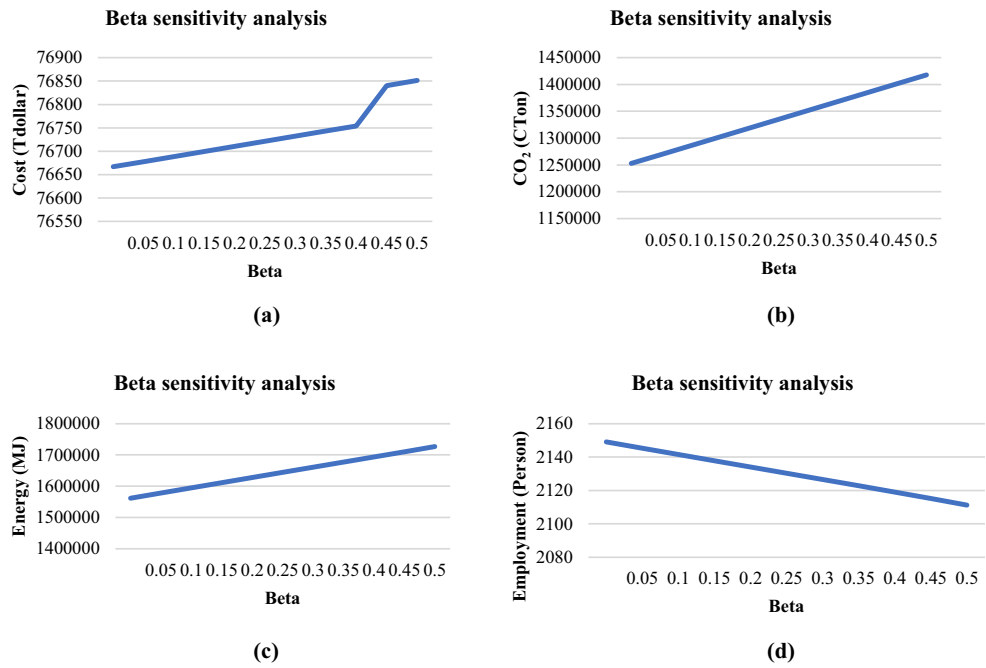 Beta sensitivity analysis
Cost (Tdollar)
76900
76850
76800
76750
76700
76650
76600
76550
0.05 0.1 0.15 0.2 0.25 0.3 0.35 0.4 0.45 0.5
Beta
(a)
Beta sensitivity analysis
CO₂ (CTon)
1450000
1400000
1350000
1300000
1250000
1200000
1150000
0.05 0.1 0.15 0.2 0.25 0.3 0.35 0.4 0.45 0.5
Beta
(b)
Beta sensitivity analysis
Energy (MJ)
1800000
1700000
1600000
1500000
1400000
0.05 0.1 0.15 0.2 0.25 0.3 0.35 0.4 0.45 0.5
Beta
(c)
Beta sensitivity analysis
Employment (Person)
2160
2140
2120
2100
2080
0.05 0.1 0.15 0.2 0.25 0.3 0.35 0.4 0.45 0.5
Beta
(d)